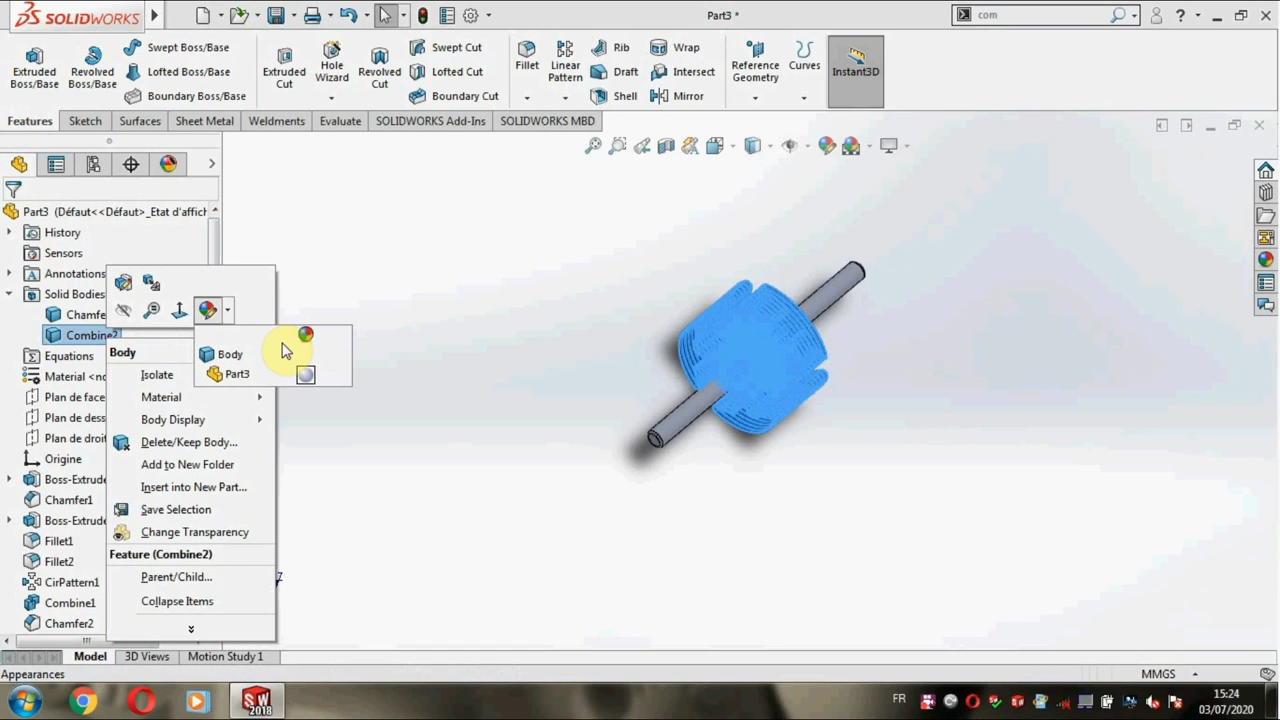 SOLIDWORKS
Part3 *
com
Extruded Boss/Base
Revolved Boss/Base
Swept Boss/Base
Lofted Boss/Base
Boundary Boss/Base
Extruded Cut
Hole Wizard
Revolved Cut
Swept Cut
Lofted Cut
Boundary Cut
Fillet
Linear Pattern
Rib
Draft
Shell
Wrap
Intersect
Mirror
Reference Geometry
Curves
Instant3D
Features
Sketch
Surfaces
Sheet Metal
Weldments
Evaluate
SOLIDWORKS Add-Ins
SOLIDWORKS MBD
Part3 (Défaut<<Défaut>_Etat d'affich
History
Sensors
Annotations
Solid Bodies
Chamfe
Combine2
Equations
Material <no
Plan de face
Plan de dess
Plan de droit
Origine
Boss-Extrude
Chamfer1
Boss-Extrude
Fillet1
Fillet2
CirPattern1
Combine1
Chamfer2
Body
Isolate
Material
Body Display
Delete/Keep Body...
Add to New Folder
Insert into New Part...
Save Selection
Change Transparency
Feature (Combine2)
Parent/Child...
Collapse Items
Body
Part3
Model
3D Views
Motion Study 1
Appearances
MMGS
SW
2018
FR
15:24
03/07/2020